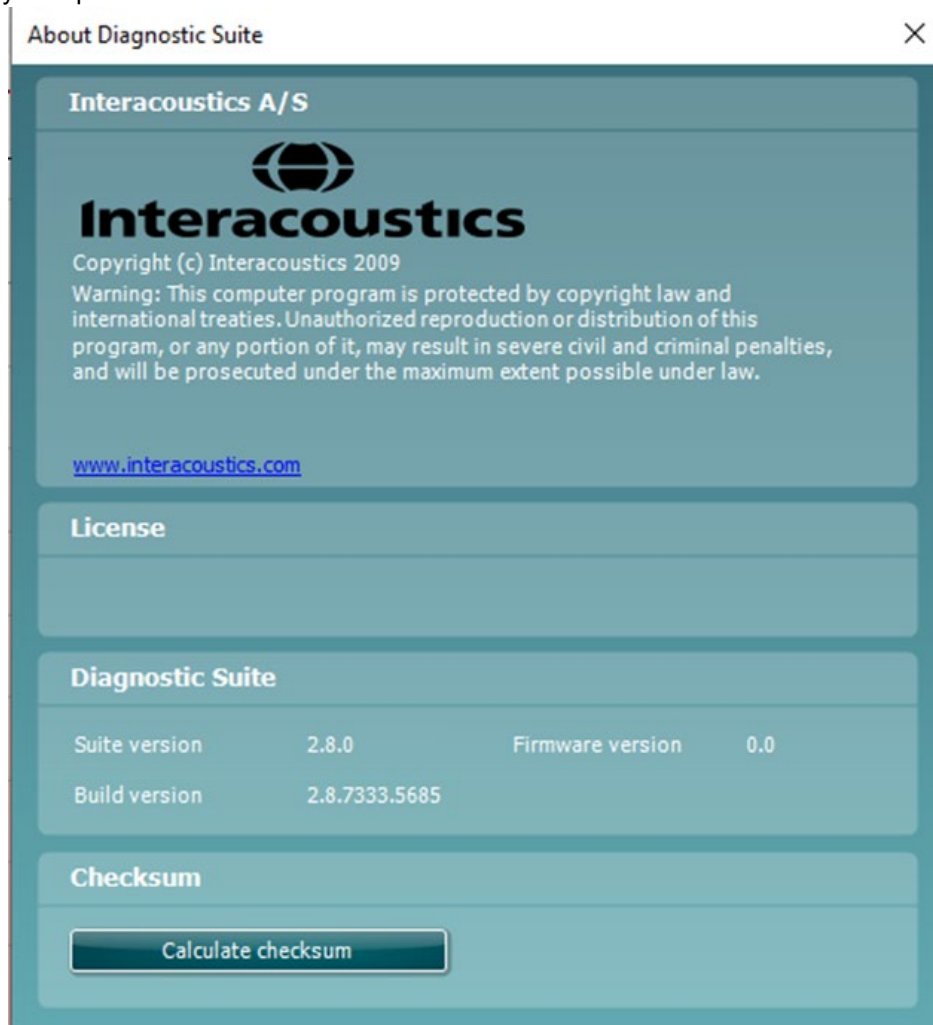 About Diagnostic Suite
Interacoustics A/S
Interacoustics
Copyright (c) Interacoustics 2009
Warning: This computer program is protected by copyright law and
international treaties. Unauthorized reproduction or distribution of this
program, or any portion of it, may result in severe civil and criminal penalties,
and will be prosecuted under the maximum extent possible under law.
www.interacoustics.com
License
Diagnostic Suite
Suite version 2.8.0 Firmware version 0.0
Build version 2.8.7333.5685
Checksum
Calculate checksum